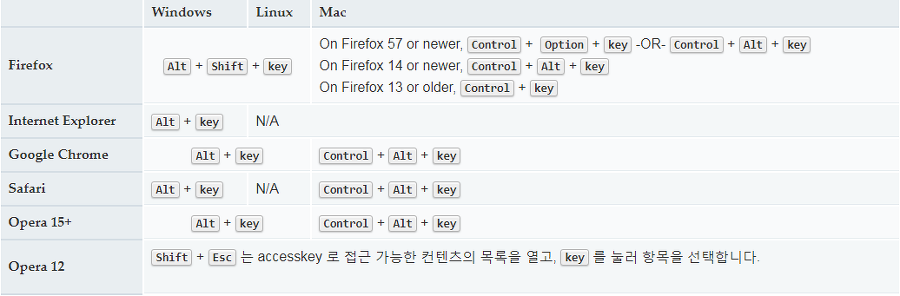 Windows Linux Mac
Firefox Alt + Shift + key On Firefox 57 or newer, Control + Option + key -OR- Control + Alt + key
On Firefox 14 or newer, Control + Alt + key
On Firefox 13 or older, Control + key
Internet Explorer Alt + key N/A
Google Chrome Alt + key Control + Alt + key
Safari Alt + key N/A Control + Alt + key
Opera 15+ Alt + key Control + Alt + key
Opera 12 Shift + Esc 는 accesskey 로 접근 가능한 컨텐츠의 목록을 열고, key 를 눌러 항목을 선택합니다.